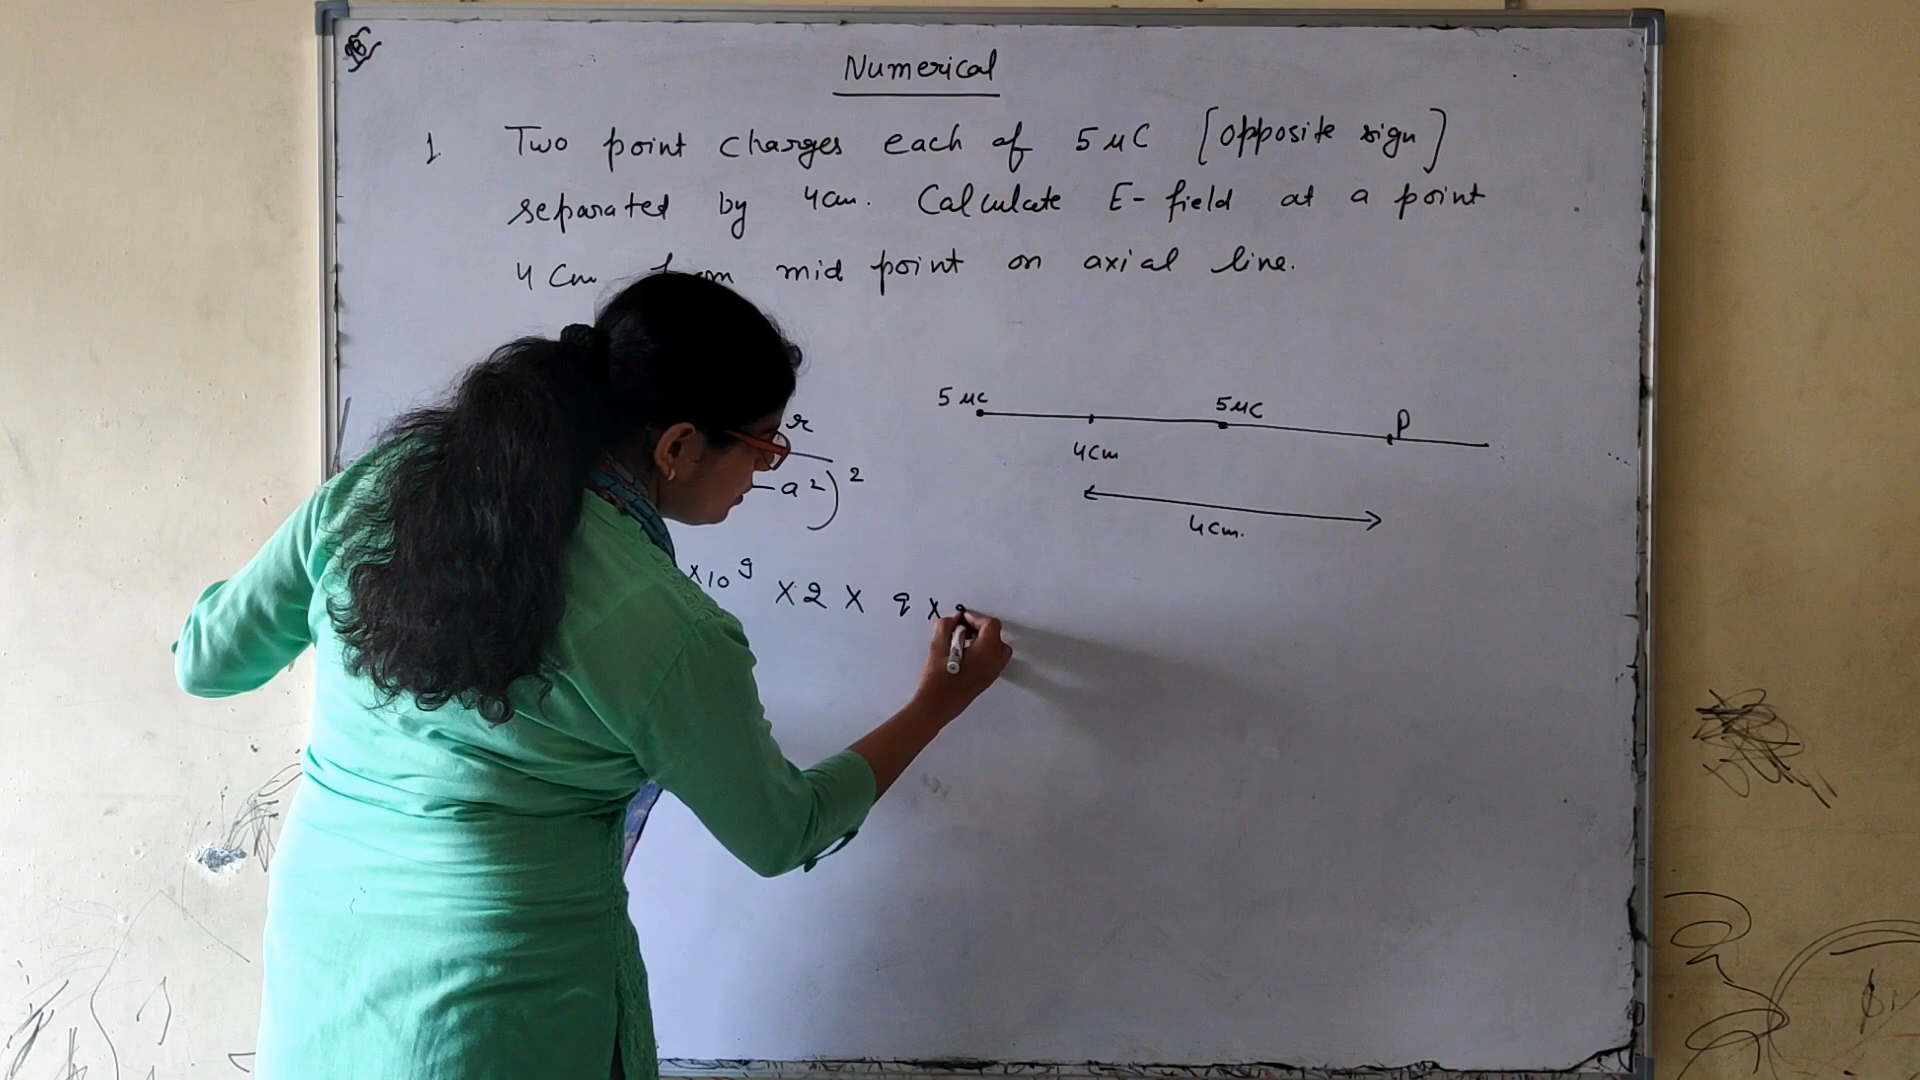 Numerical
1 Two point charges each of 5 μC [opposite sign]
separated by 4cm. Calculate E-field at a point
4 Cm mid point on axial line.
5 μC 5 μC P
4cm
4cm.
r
- a²)²
×10⁹ × 2 × q ×